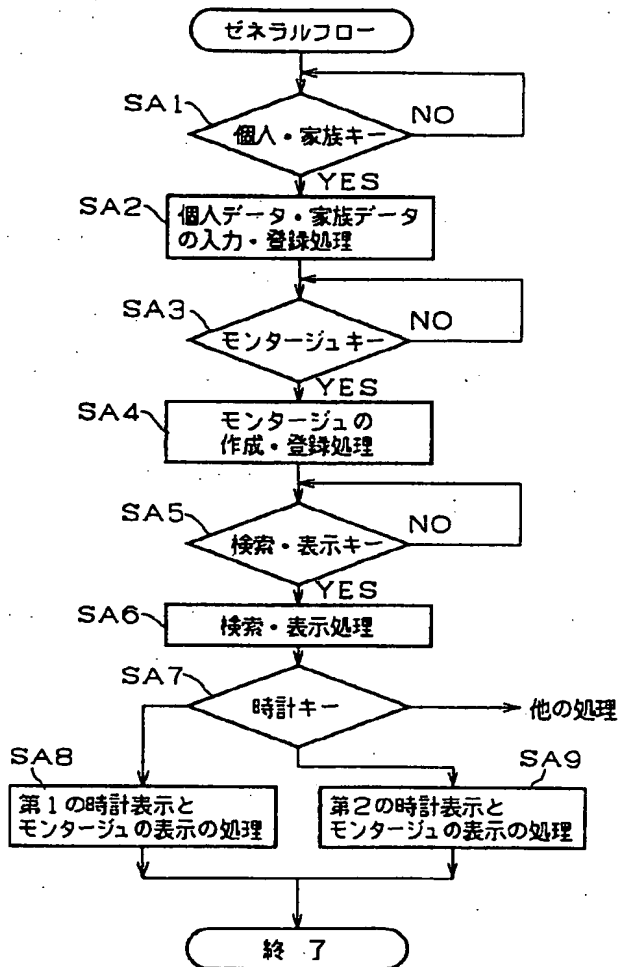 ゼネラルフロー
SA1
個人・家族キー
NO
YES
SA2
個人データ・家族データ
の入力・登録処理
SA3
モンタージュキー
NO
YES
SA4
モンタージュの
作成・登録処理
SA5
検索・表示キー
NO
YES
SA6
検索・表示処理
SA7
時計キー
他の処理
SA8
第1の時計表示と
モンタージュの表示の処理
SA9
第2の時計表示と
モンタージュの表示の処理
終了